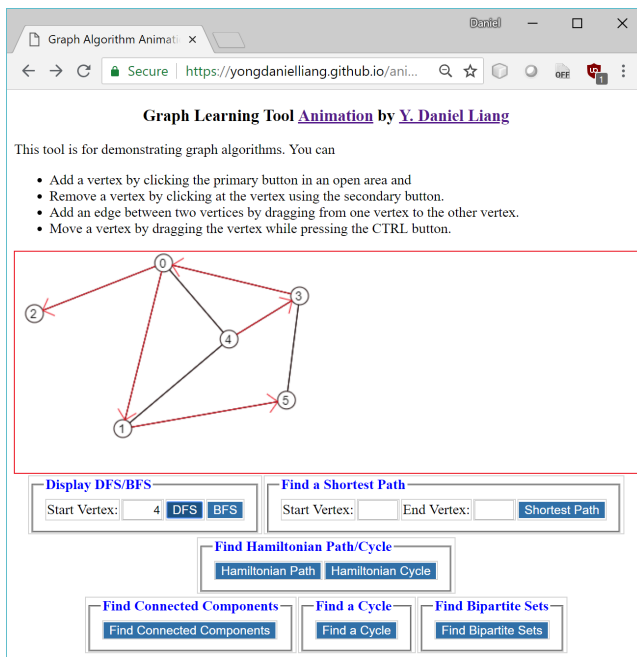 Daniel
Graph Algorithm Animati
Secure https://yongdanielliang.github.io/ani...
OFF
1
Graph Learning Tool Animation by Y. Daniel Liang
This tool is for demonstrating graph algorithms. You can
• Add a vertex by clicking the primary button in an open area and
• Remove a vertex by clicking at the vertex using the secondary button.
• Add an edge between two vertices by dragging from one vertex to the other vertex.
• Move a vertex by dragging the vertex while pressing the CTRL button.
0
3
2
4
5
1
Display DFS/BFS
Start Vertex: 4 DFS BFS
Find a Shortest Path
Start Vertex: End Vertex: Shortest Path
Find Hamiltonian Path/Cycle
Hamiltonian Path Hamiltonian Cycle
Find Connected Components
Find Connected Components
Find a Cycle
Find a Cycle
Find Bipartite Sets
Find Bipartite Sets